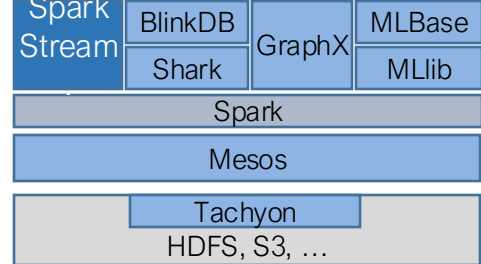 Spark
Stream
BlinkDB
Shark
GraphX
MLBase
MLlib
Spark
Mesos
Tachyon
HDFS, S3, …